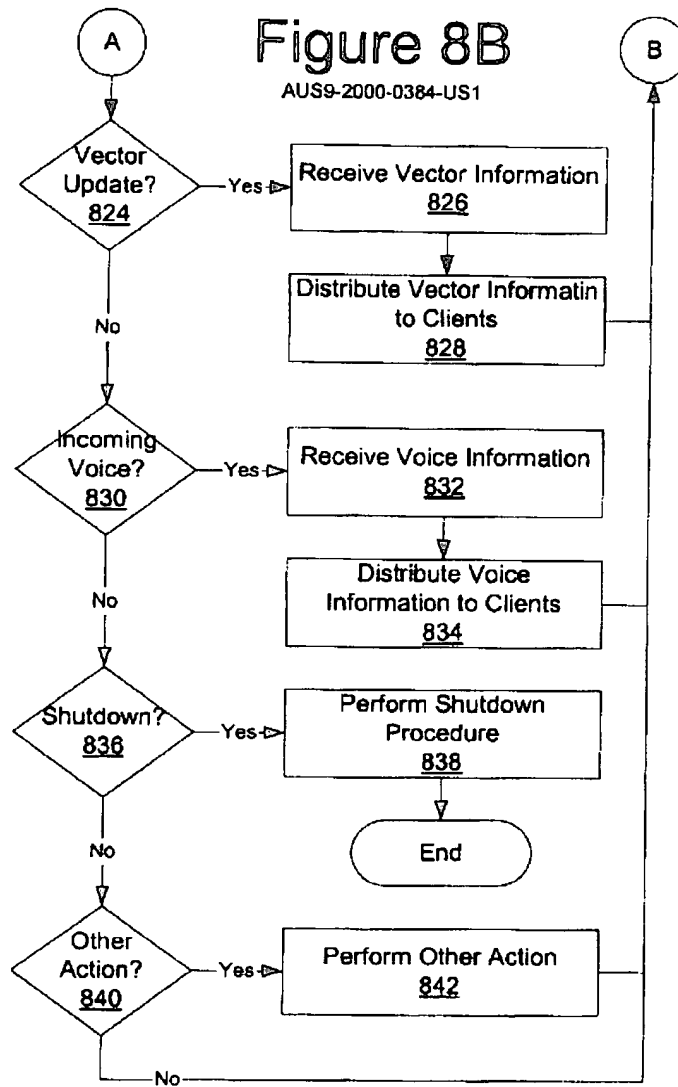 A
Figure 8B
B
AUS9-2000-0384-US1
Vector
Update?
824
Yes
Receive Vector Information
826
Distribute Vector Informatin
to Clients
828
No
Incoming
Voice?
830
Yes
Receive Voice Information
832
Distribute Voice
Information to Clients
834
No
Shutdown?
836
Yes
Perform Shutdown
Procedure
838
End
No
Other
Action?
840
Yes
Perform Other Action
842
No